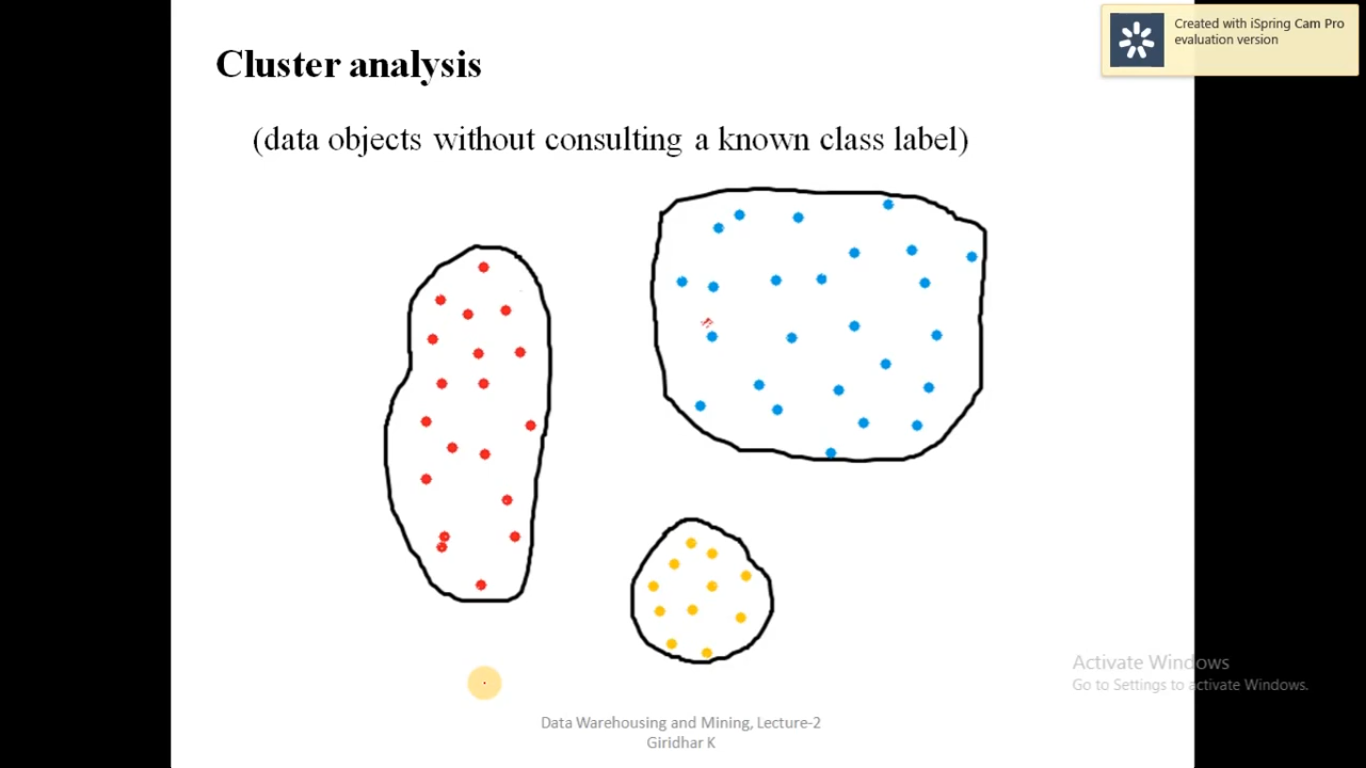 Created with iSpring Cam Pro
evaluation version
Cluster analysis
(data objects without consulting a known class label)
Activate Windows
Go to Settings to activate Windows.
Data Warehousing and Mining, Lecture-2
Giridhar K